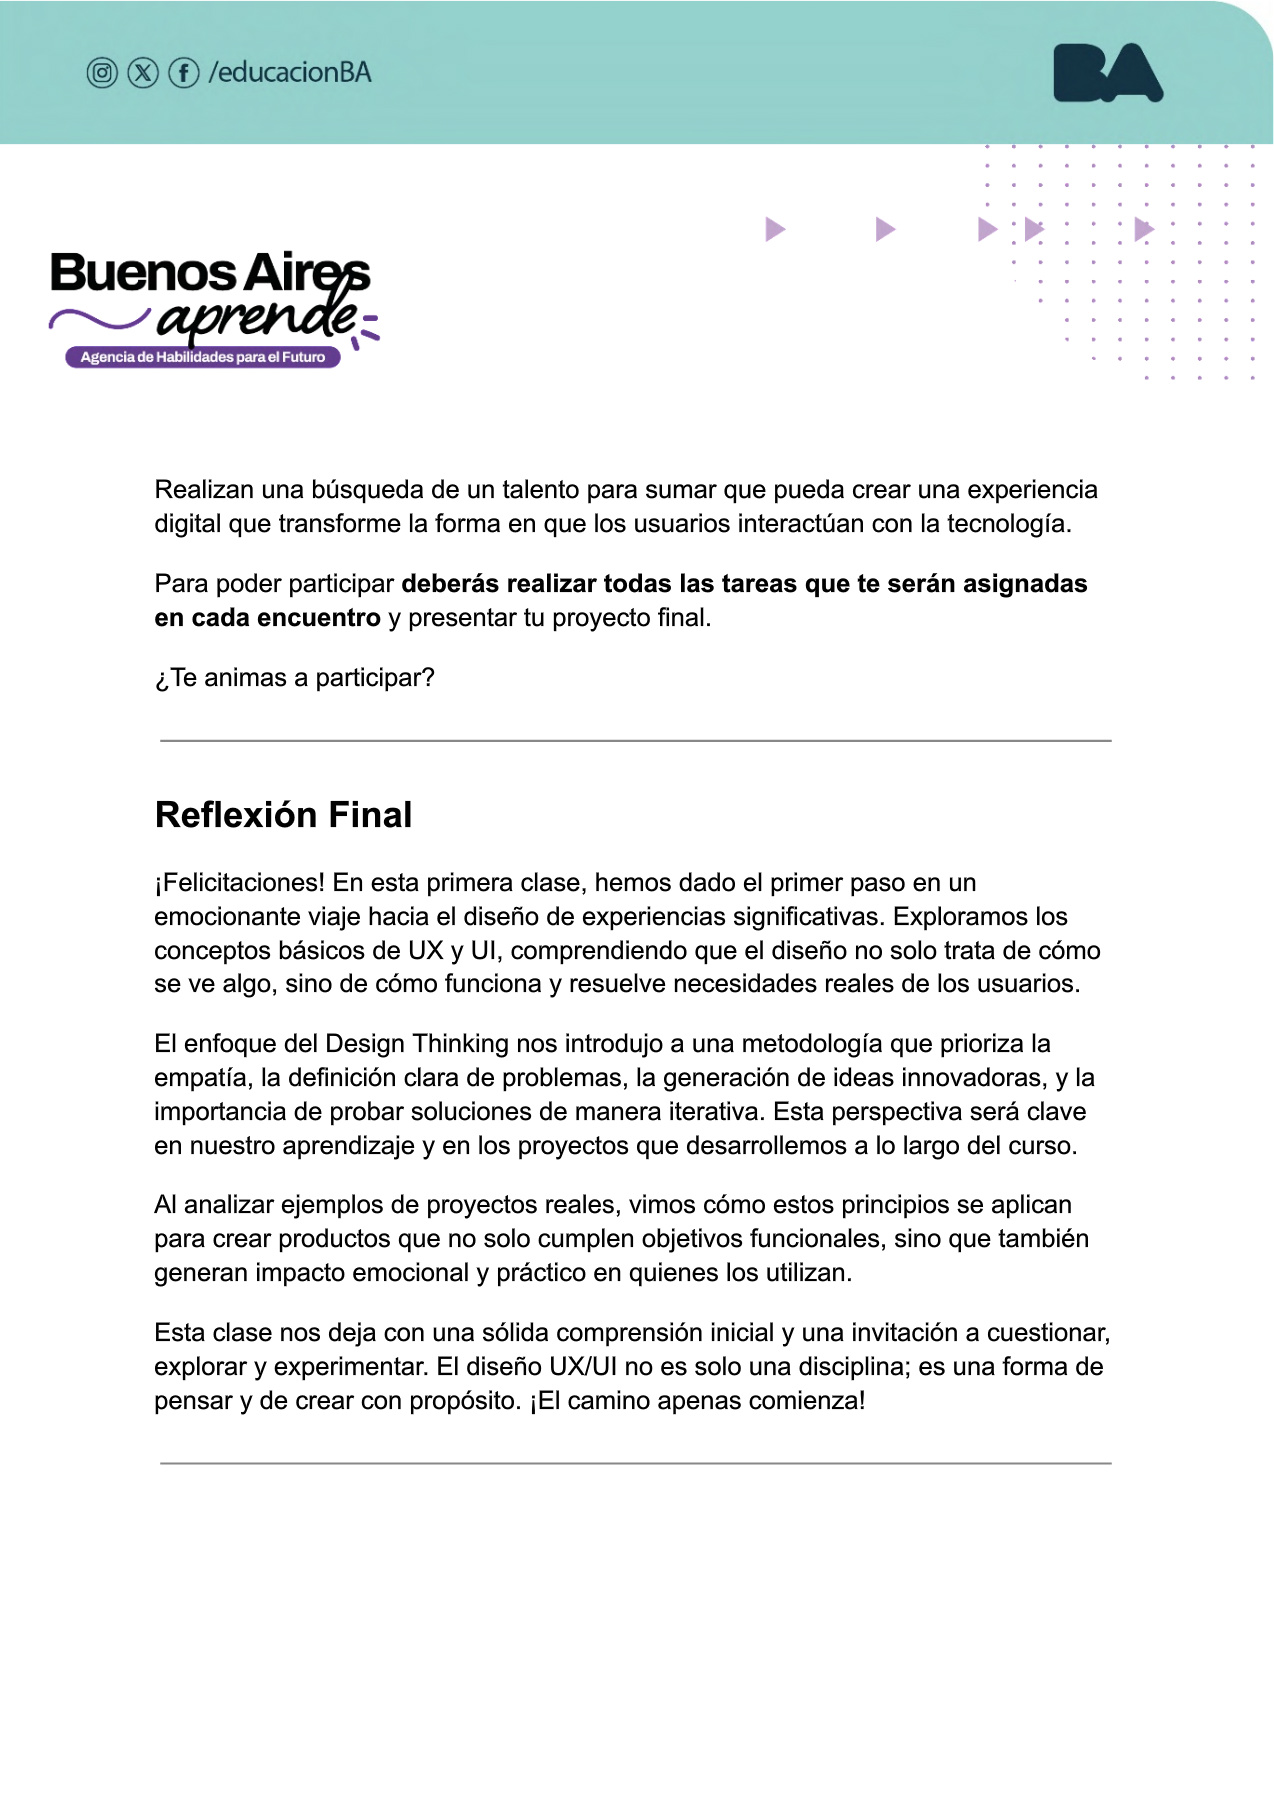 /educacionBA
BA
Buenos Aires
aprende
Agencia de Habilidades para el Futuro
Realizan una búsqueda de un talento para sumar que pueda crear una experiencia
digital que transforme la forma en que los usuarios interactúan con la tecnología.
Para poder participar deberás realizar todas las tareas que te serán asignadas
en cada encuentro y presentar tu proyecto final.
¿Te animas a participar?
Reflexión Final
¡Felicitaciones! En esta primera clase, hemos dado el primer paso en un
emocionante viaje hacia el diseño de experiencias significativas. Exploramos los
conceptos básicos de UX y UI, comprendiendo que el diseño no solo trata de cómo
se ve algo, sino de cómo funciona y resuelve necesidades reales de los usuarios.
El enfoque del Design Thinking nos introdujo a una metodología que prioriza la
empatía, la definición clara de problemas, la generación de ideas innovadoras, y la
importancia de probar soluciones de manera iterativa. Esta perspectiva será clave
en nuestro aprendizaje y en los proyectos que desarrollemos a lo largo del curso.
Al analizar ejemplos de proyectos reales, vimos cómo estos principios se aplican
para crear productos que no solo cumplen objetivos funcionales, sino que también
generan impacto emocional y práctico en quienes los utilizan.
Esta clase nos deja con una sólida comprensión inicial y una invitación a cuestionar,
explorar y experimentar. El diseño UX/UI no es solo una disciplina; es una forma de
pensar y de crear con propósito. ¡El camino apenas comienza!